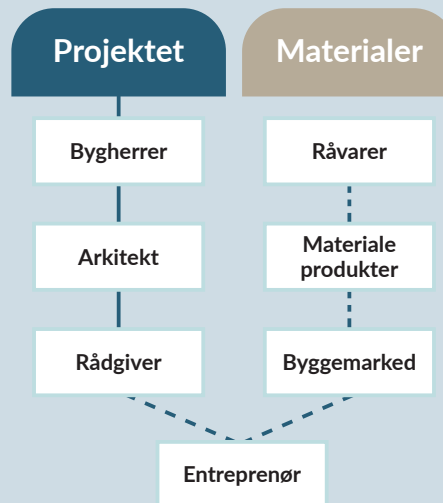 Projektet
Bygherrer
Arkitekt
Rådgiver
Materialer
Råvarer
Materiale
produkter
Byggemarked
Entreprenør